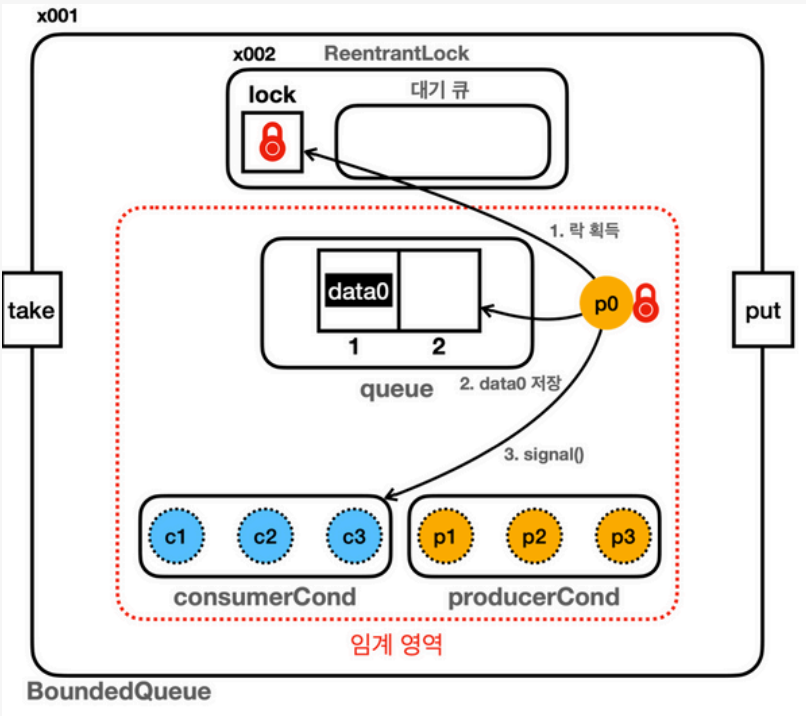 x001
x002
ReentrantLock
lock
대기 큐
1. 락 획득
data0
p0
take
put
1
2
queue
2. data0 저장
3. signal()
c1
c2
c3
p1
p2
p3
consumerCond
producerCond
임계 영역
BoundedQueue